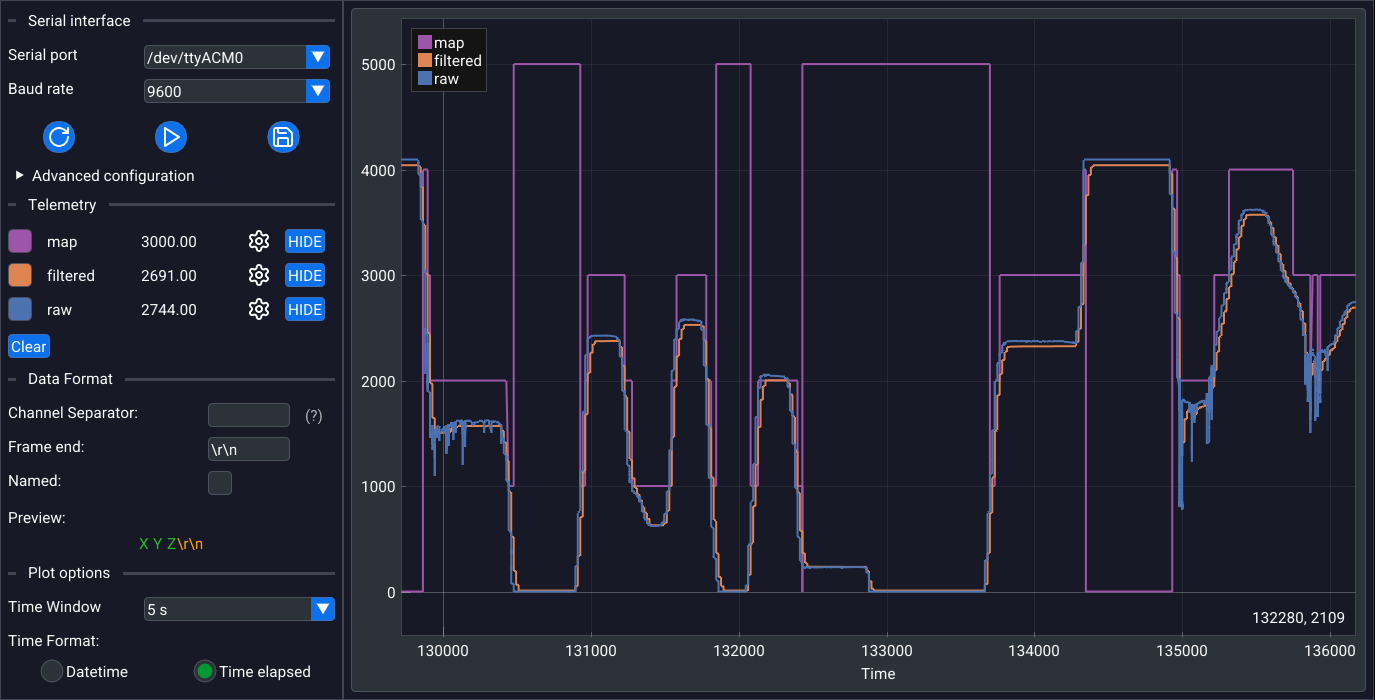 Serial interface
Serial port
/dev/ttyACM0
Baud rate
9600
Advanced configuration
Telemetry
map 3000.00 HIDE
filtered 2691.00 HIDE
raw 2744.00 HIDE
Clear
Data Format
Channel Separator: (?)
Frame end: \r\n
Named:
Preview:
X Y Z\r\n
Plot options
Time Window 5 s
Time Format:
Datetime Time elapsed
map
filtered
raw
5000
4000
3000
2000
1000
0
132280, 2109
130000 131000 132000 133000 134000 135000 136000
Time